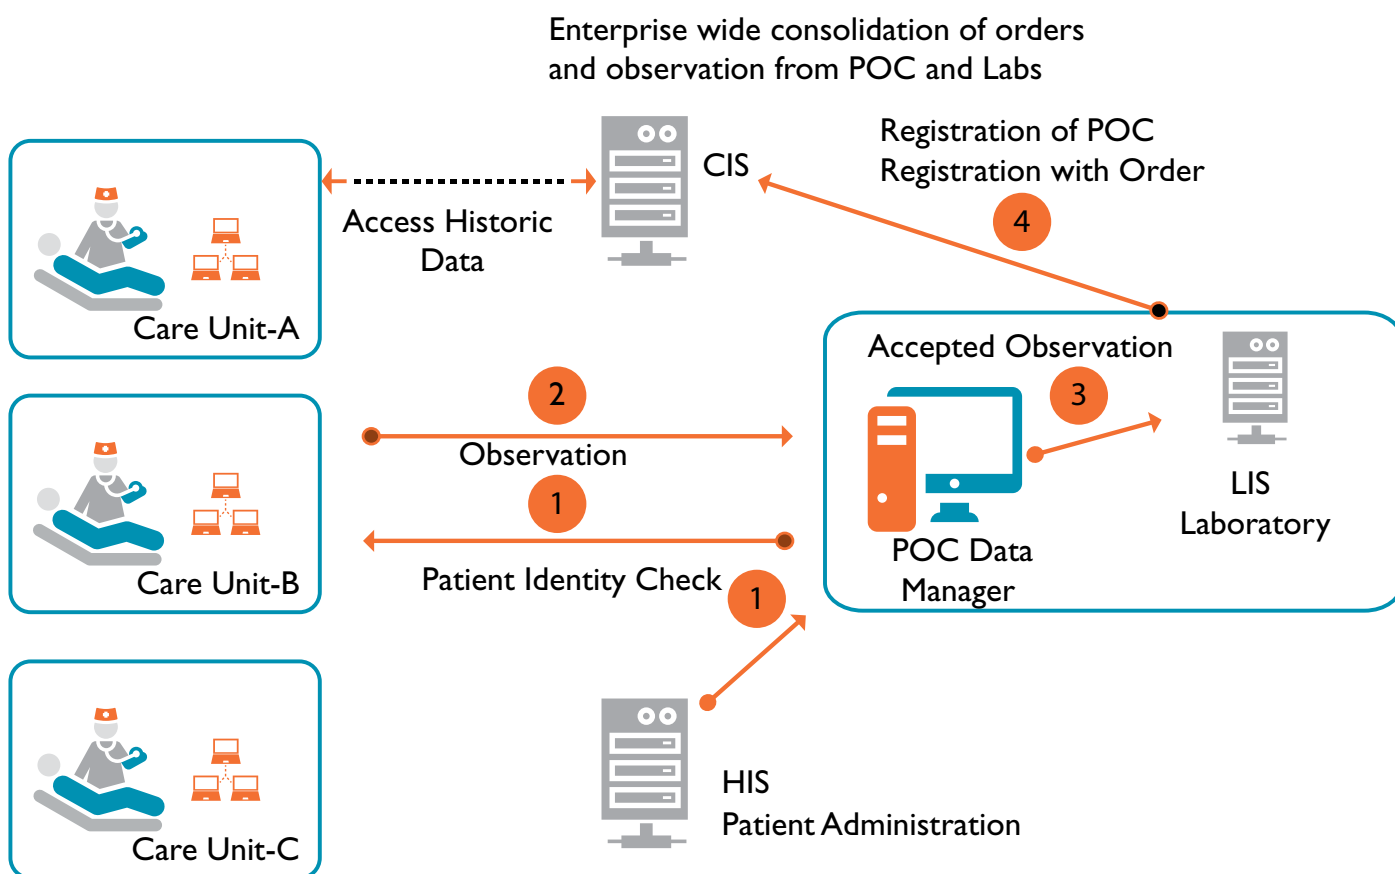 Enterprise wide consolidation of orders
and observation from POC and Labs
Registration of POC
Registration with Order
4
CIS
Access Historic
Data
Care Unit-A
Accepted Observation
3
2
Observation
1
Patient Identity Check
1
LIS
Laboratory
POC Data
Manager
Care Unit-B
HIS
Patient Administration
Care Unit-C